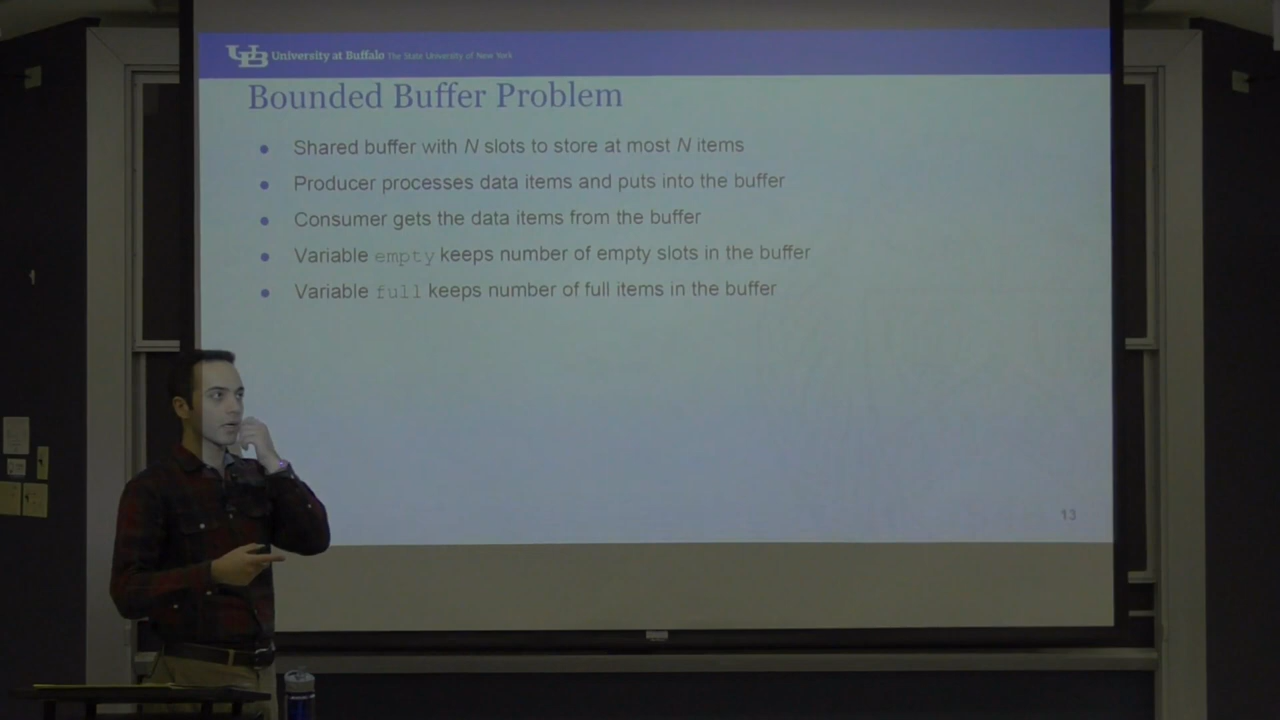 UB University at Buffalo The State University of New York
Bounded Buffer Problem
• Shared buffer with N slots to store at most N items
• Producer processes data items and puts into the buffer
• Consumer gets the data items from the buffer
• Variable empty keeps number of empty slots in the buffer
• Variable full keeps number of full items in the buffer
13